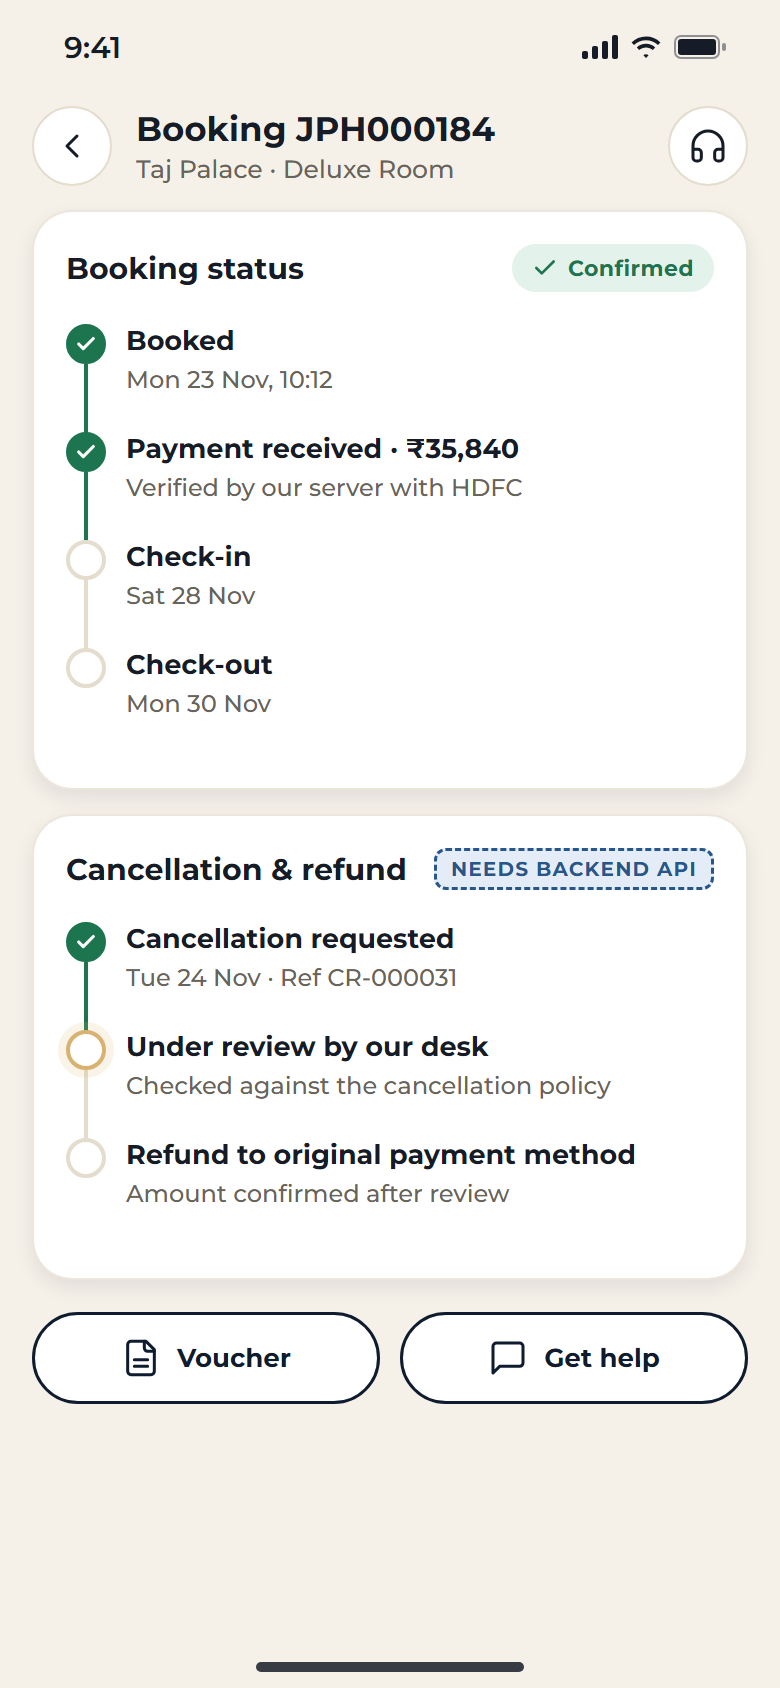 9:41
Booking JPH000184
Taj Palace · Deluxe Room
Booking status
Confirmed
Booked
Mon 23 Nov, 10:12
Payment received · ₹35,840
Verified by our server with HDFC
Check-in
Sat 28 Nov
Check-out
Mon 30 Nov
Cancellation & refund
NEEDS BACKEND API
Cancellation requested
Tue 24 Nov · Ref CR-000031
Under review by our desk
Checked against the cancellation policy
Refund to original payment method
Amount confirmed after review
Voucher
Get help